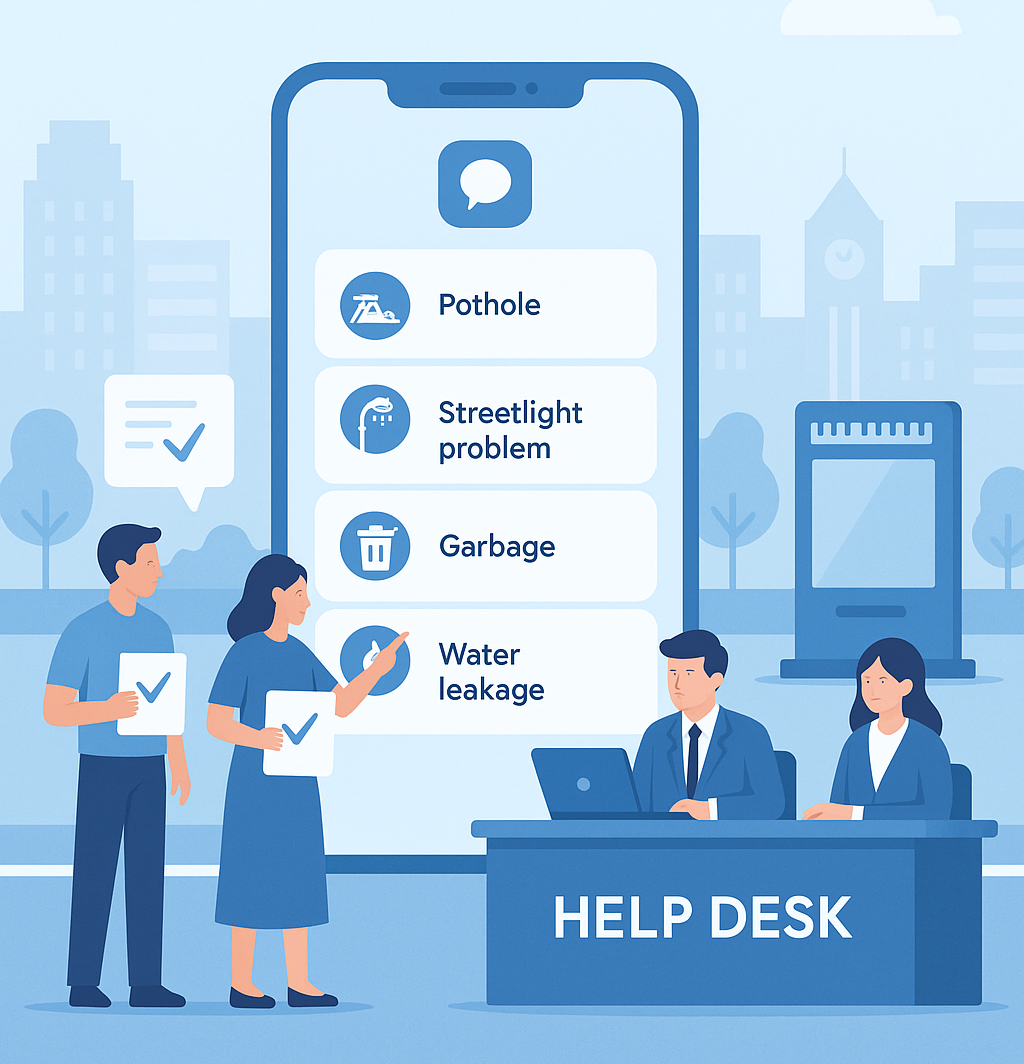 Pothole
Streetlight
problem
Garbage
Water
leakage
HELP DESK